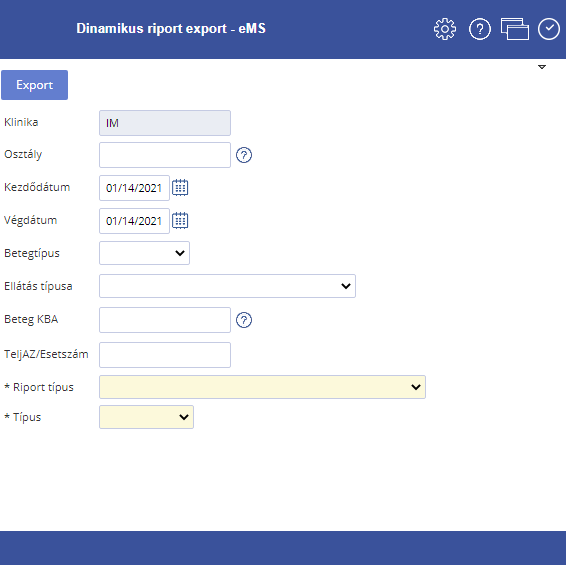 Dinamikus riport export - eMS
Export
Klinika IM
Osztály
Kezdődátum 01/14/2021
Végdátum 01/14/2021
Betegtípus
Ellátás típusa
Beteg KBA
TeljAZ/Esetszám
* Riport típus
* Típus